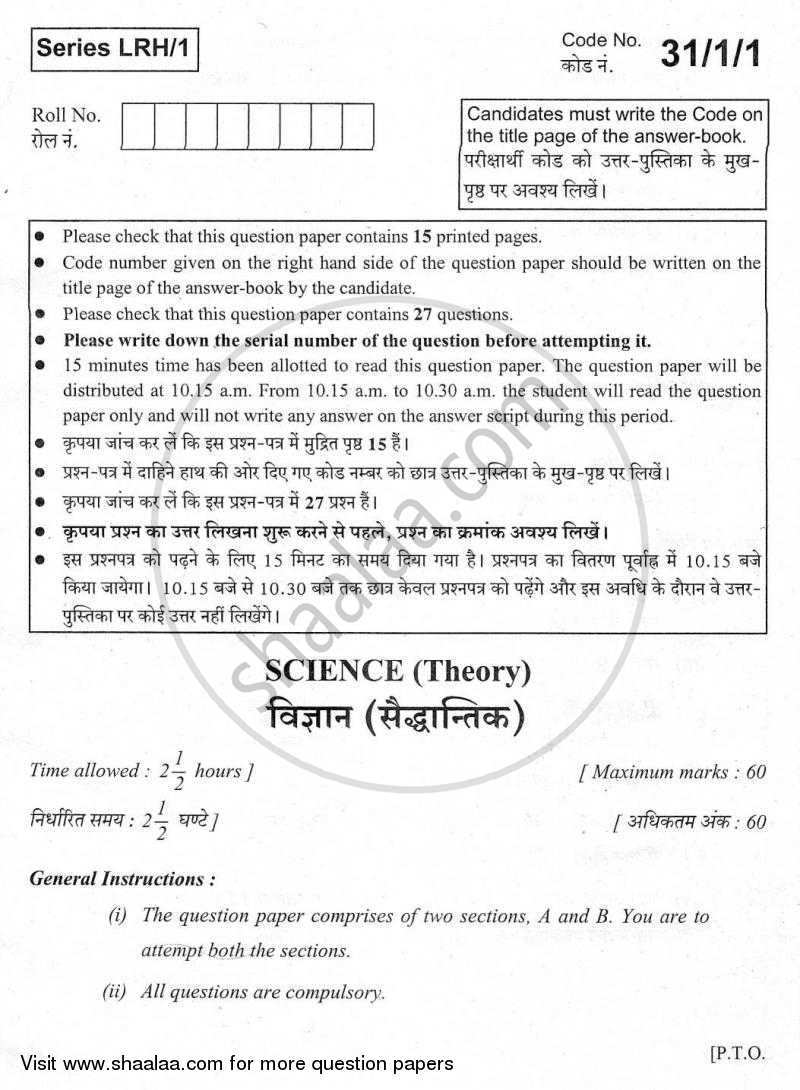 Series LRH/1
Code No. 31/1/1
कोड नं.
Roll No.
रोल नं.
Candidates must write the Code on
the title page of the answer-book.
परीक्षार्थी कोड को उत्तर-पुस्तिका के मुख-
पृष्ठ पर अवश्य लिखें।
• Please check that this question paper contains 15 printed pages.
• Code number given on the right hand side of the question paper should be written on the
title page of the answer-book by the candidate.
• Please check that this question paper contains 27 questions.
• Please write down the serial number of the question before attempting it.
• 15 minutes time has been allotted to read this question paper. The question paper will be
distributed at 10.15 a.m. From 10.15 a.m. to 10.30 a.m. the student will read the question
paper only and will not write any answer on the answer script during this period.
• कृपया जांच कर लें कि इस प्रश्न-पत्र में मुद्रित पृष्ठ 15 हैं।
• प्रश्न-पत्र में दाहिने हाथ की ओर दिए गए कोड नम्बर को छात्र उत्तर-पुस्तिका के मुख-पृष्ठ पर लिखें।
• कृपया जांच कर लें कि इस प्रश्न-पत्र में 27 प्रश्न हैं।
• कृपया प्रश्न का उत्तर लिखना शुरू करने से पहले, प्रश्न का क्रमांक अवश्य लिखें।
• इस प्रश्नपत्र को पढ़ने के लिए 15 मिनट का समय दिया गया है। प्रश्नपत्र का वितरण पूर्वाह्न में 10.15 बजे
किया जायेगा। 10.15 बजे से 10.30 बजे तक छात्र केवल प्रश्नपत्र को पढ़ेंगे और इस अवधि के दौरान वे उत्तर-
पुस्तिका पर कोई उत्तर नहीं लिखेंगे।
shaalaa.com
SCIENCE (Theory)
विज्ञान (सैद्धान्तिक)
Time allowed : 2 1/2 hours ] [ Maximum marks : 60
निर्धारित समय : 2 1/2 घण्टे ] [ अधिकतम अंक : 60
General Instructions :
(i) The question paper comprises of two sections, A and B. You are to
attempt both the sections.
(ii) All questions are compulsory.
[P.T.O.
Visit www.shaalaa.com for more question papers